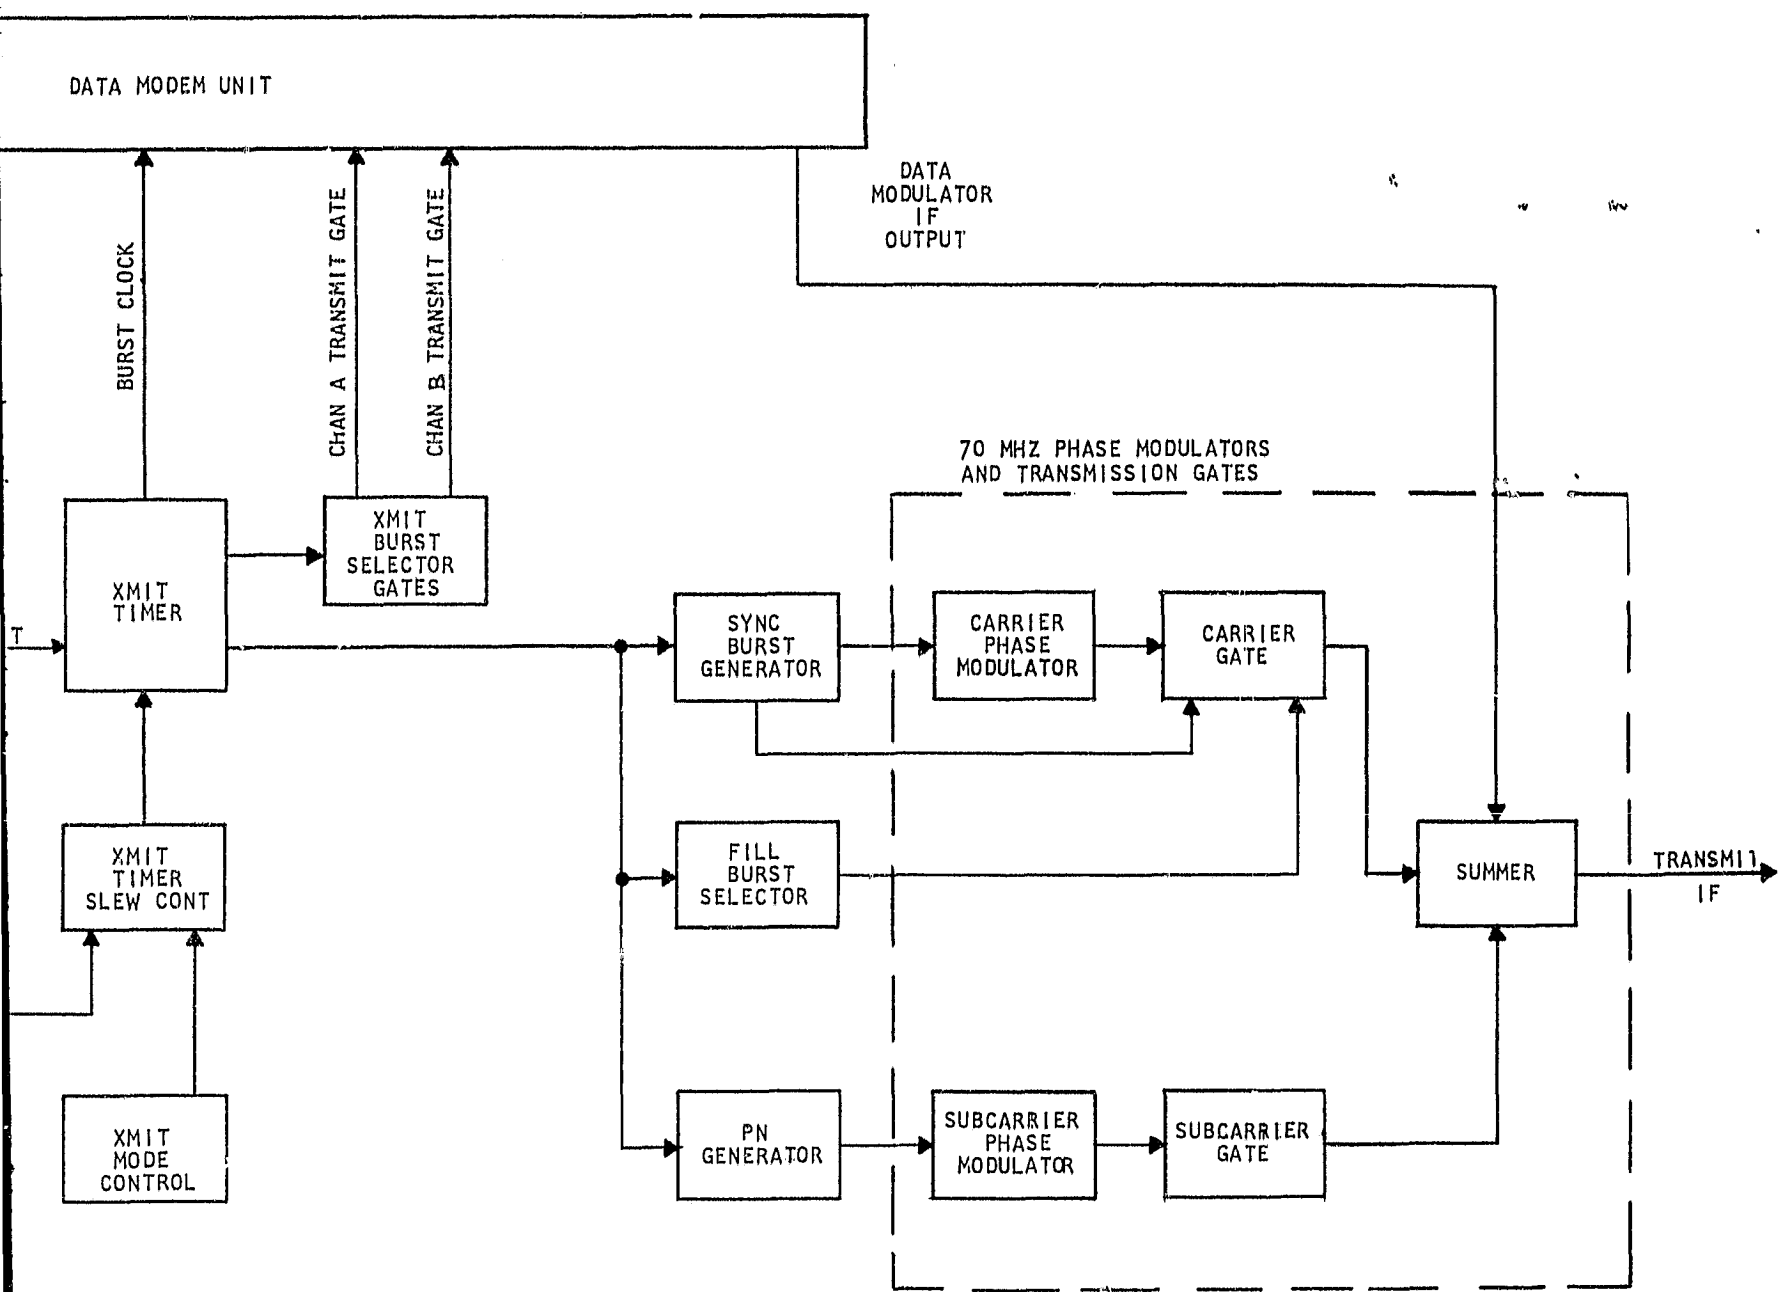 DATA MODEM UNIT
DATA
MODULATOR
IF
OUTPUT
BURST CLOCK
CHAN A TRANSMIT GATE
CHAN B TRANSMIT GATE
70 MHZ PHASE MODULATORS
AND TRANSMISSION GATES
XMIT
BURST
SELECTOR
GATES
XMIT
TIMER
T
SYNC
BURST
GENERATOR
CARRIER
PHASE
MODULATOR
CARRIER
GATE
XMIT
TIMER
SLEW CONT
FILL
BURST
SELECTOR
SUMMER
TRANSMIT
IF
XMIT
MODE
CONTROL
PN
GENERATOR
SUBCARRIER
PHASE
MODULATOR
SUBCARRIER
GATE